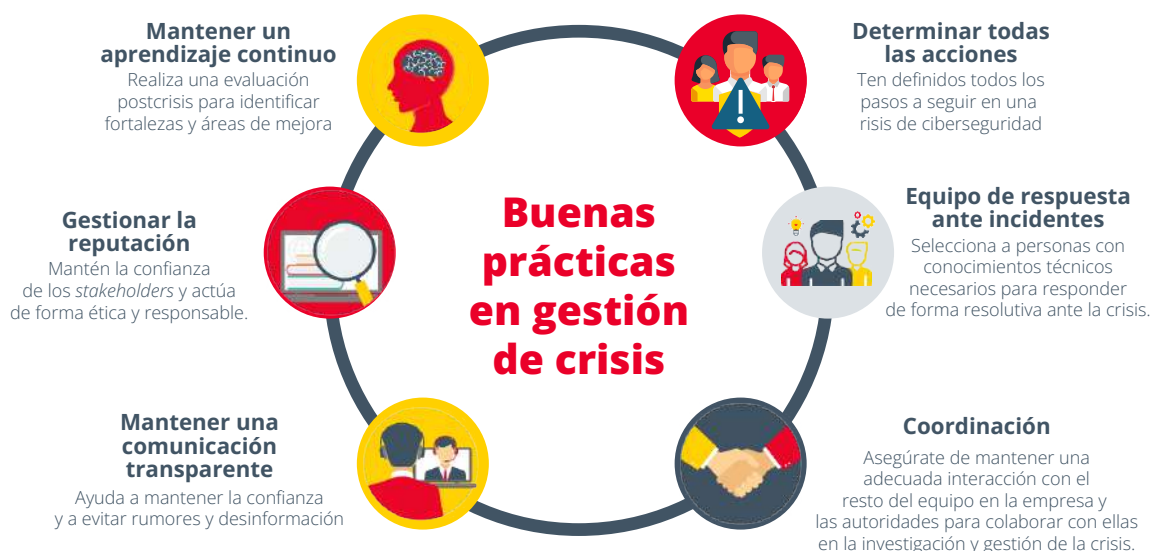 Mantener un
aprendizaje continuo
Realiza una evaluación
postcrisis para identificar
fortalezas y áreas de mejora
Determinar todas
las acciones
Ten definidos todos los
pasos a seguir en una
risis de ciberseguridad
Gestionar la
reputación
Mantén la confianza
de los stakeholders y actúa
de forma ética y responsable.
Buenas
prácticas
en gestión
de crisis
Equipo de respuesta
ante incidentes
Selecciona a personas con
conocimientos técnicos
necesarios para responder
de forma resolutiva ante la crisis.
Mantener una
comunicación
transparente
Ayuda a mantener la confianza
y a evitar rumores y desinformación
Coordinación
Asegúrate de mantener una
adecuada interacción con el
resto del equipo en la empresa y
las autoridades para colaborar con ellas
en la investigación y gestión de la crisis.